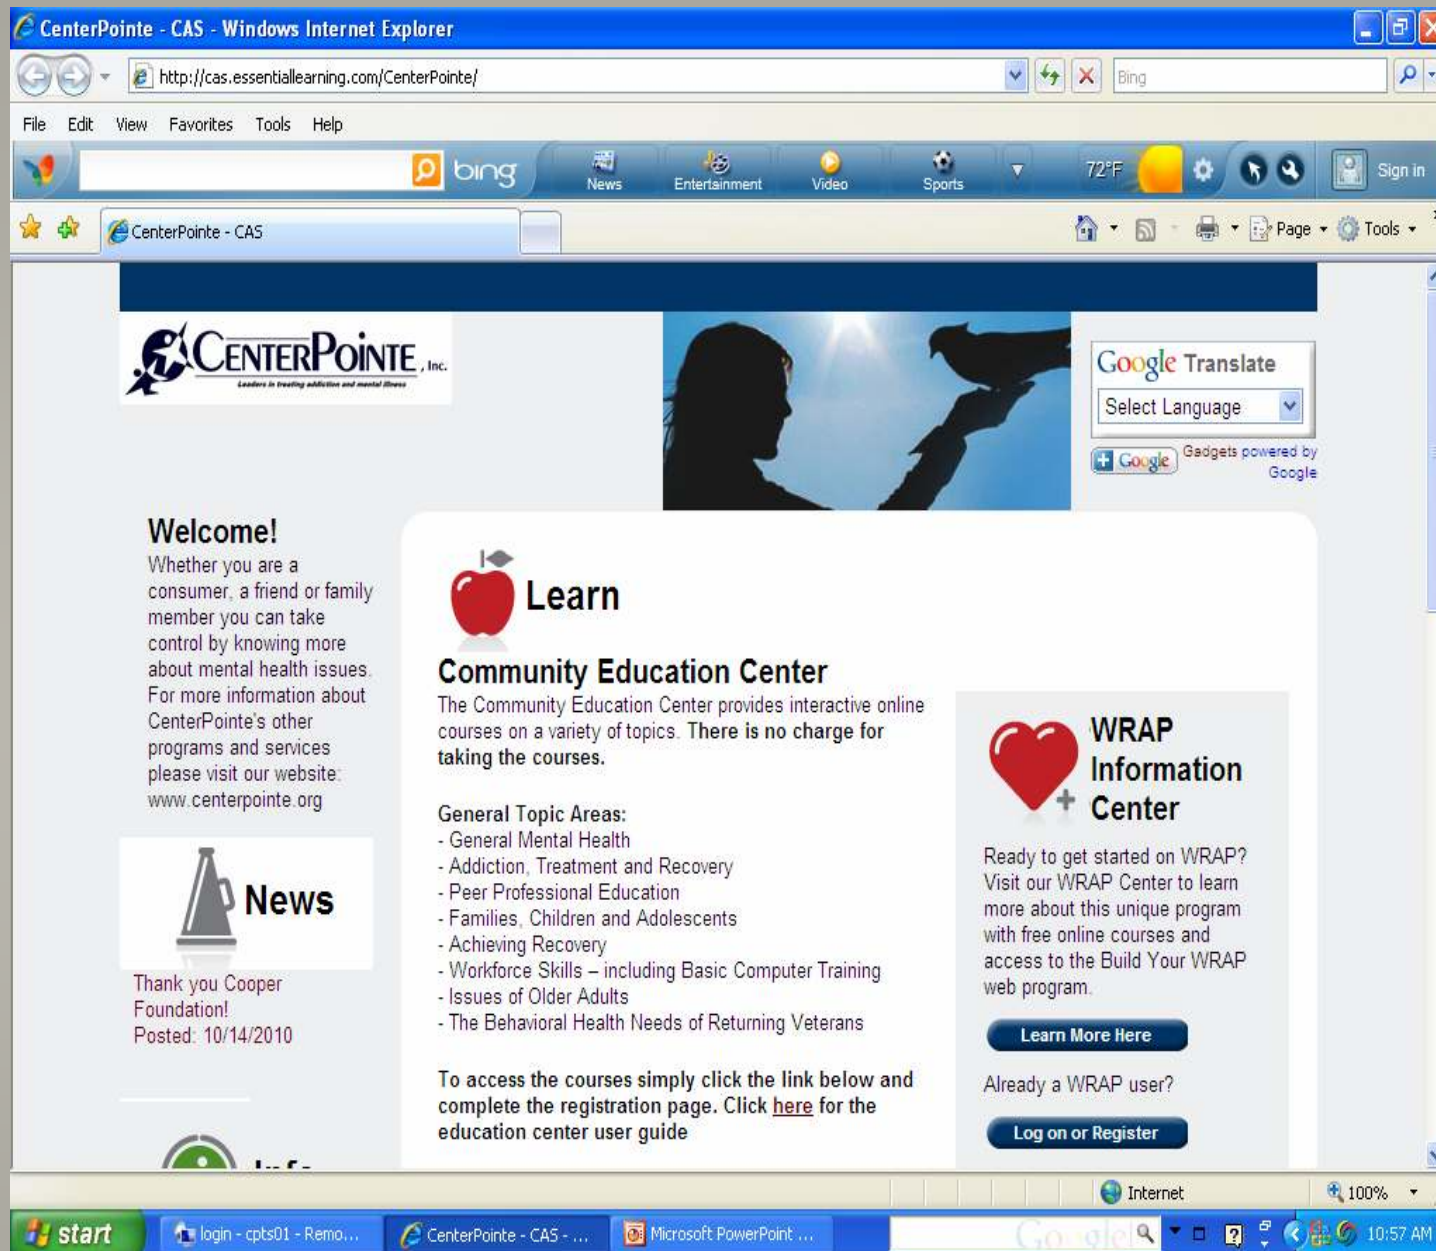 CenterPointe - CAS - Windows Internet Explorer
http://cas.essentiallearning.com/CenterPointe/
Bing
File Edit View Favorites Tools Help
bing
News
Entertainment
Video
Sports
72°F
Sign in
CenterPointe - CAS
Page
Tools
CENTERPOINTE, Inc.
Leaders in treating addiction and mental illness
Google Translate
Select Language
Google
Gadgets powered by
Google
Welcome!
Whether you are a
consumer, a friend or family
member you can take
control by knowing more
about mental health issues.
For more information about
CenterPointe's other
programs and services
please visit our website:
www.centerpointe.org
News
Thank you Cooper
Foundation!
Posted: 10/14/2010
Learn
Community Education Center
The Community Education Center provides interactive online
courses on a variety of topics. There is no charge for
taking the courses.
General Topic Areas:
- General Mental Health
- Addiction, Treatment and Recovery
- Peer Professional Education
- Families, Children and Adolescents
- Achieving Recovery
- Workforce Skills – including Basic Computer Training
- Issues of Older Adults
- The Behavioral Health Needs of Returning Veterans
To access the courses simply click the link below and
complete the registration page. Click here for the
education center user guide
WRAP
Information
Center
Ready to get started on WRAP?
Visit our WRAP Center to learn
more about this unique program
with free online courses and
access to the Build Your WRAP
web program.
Learn More Here
Already a WRAP user?
Log on or Register
Internet
100%
start
login - cpts01 - Remo...
CenterPointe - CAS - ...
Microsoft PowerPoint ...
Google
10:57 AM